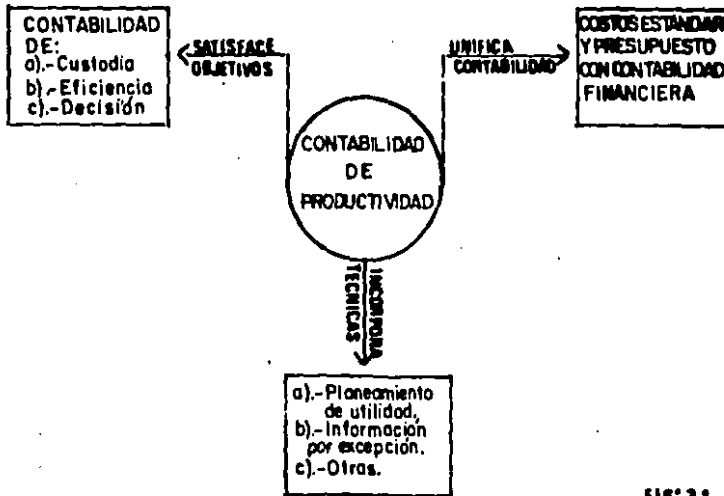 CONTABILIDAD
DE:
a).-Custodia
b).-Eficiencia
c).-Decisión
SATISFACE
OBJETIVOS
UNIFICA
CONTABILIDAD
COSTOS ESTANDAR
Y PRESUPUESTO
CON CONTABILIDAD
FINANCIERA
CONTABILIDAD
DE
PRODUCTIVIDAD
INCORPORA
TECNICAS
a).-Planeamiento
de utilidad.
b).-Información
por excepción.
c).-Otras.